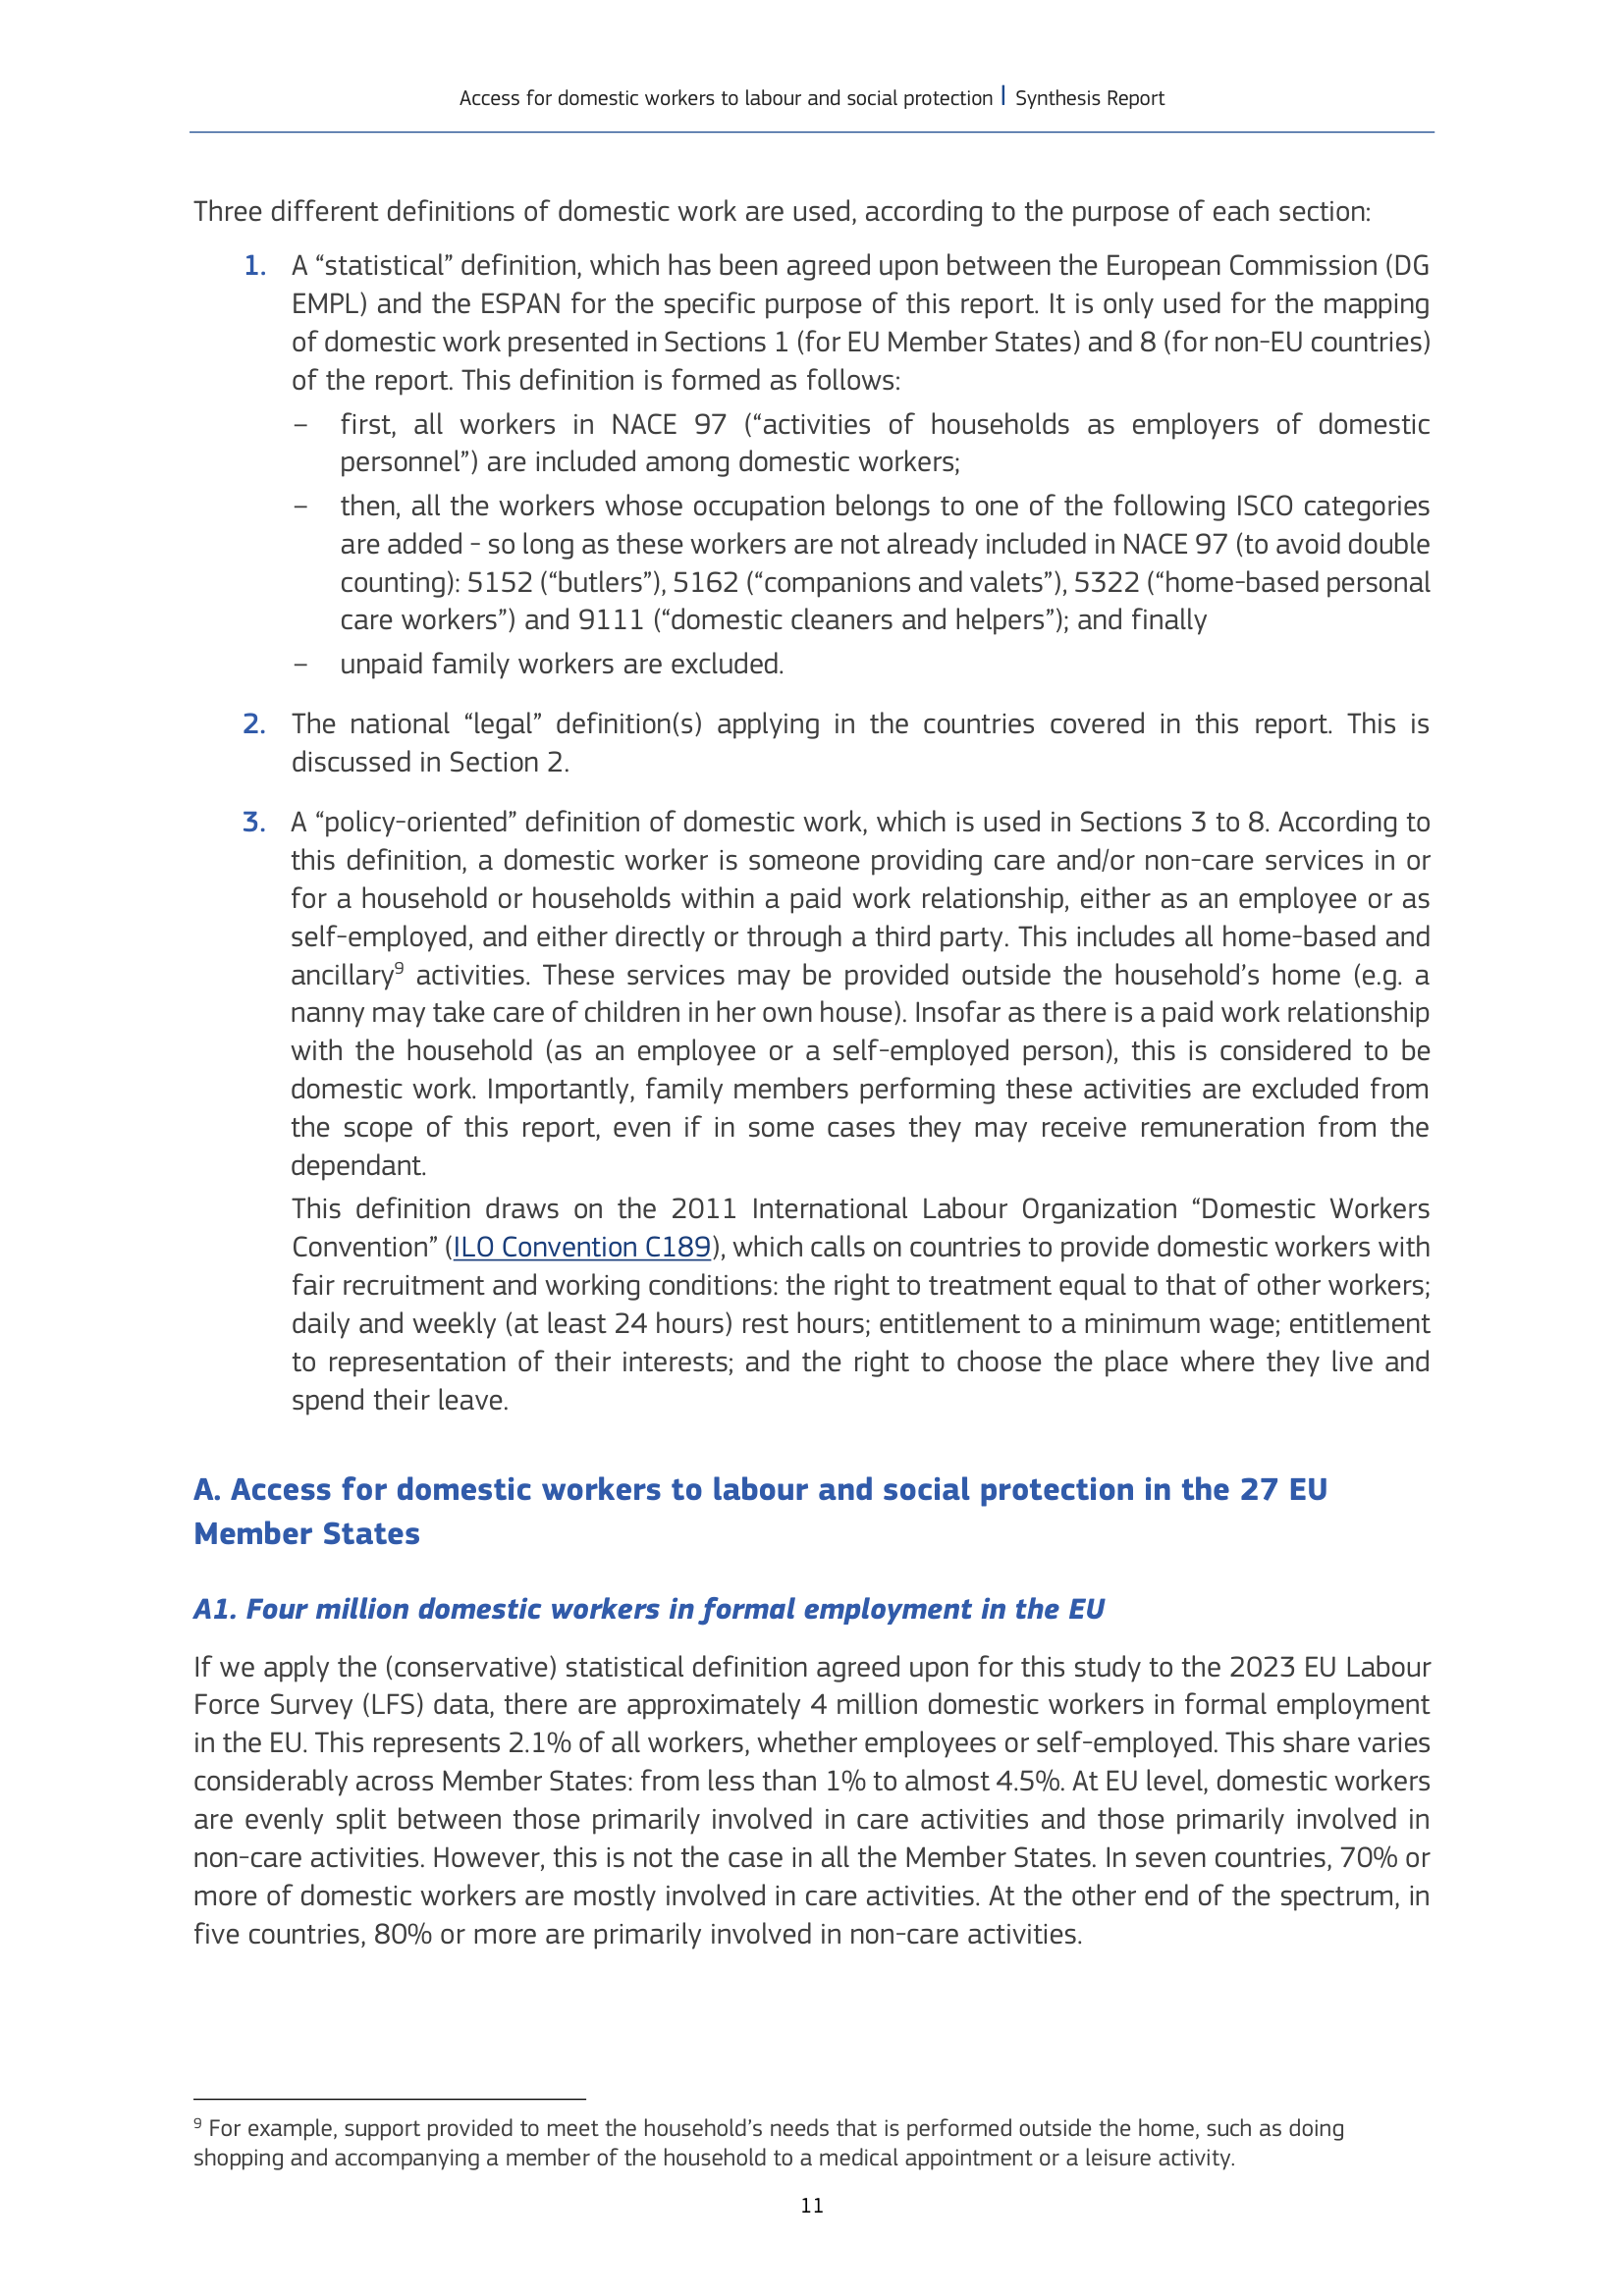 Access for domestic workers to labour and social protection | Synthesis Report
Three different definitions of domestic work are used, according to the purpose of each section:
1. A “statistical” definition, which has been agreed upon between the European Commission (DG
EMPL) and the ESPAN for the specific purpose of this report. It is only used for the mapping
of domestic work presented in Sections 1 (for EU Member States) and 8 (for non-EU countries)
of the report. This definition is formed as follows:
– first, all workers in NACE 97 (“activities of households as employers of domestic
personnel”) are included among domestic workers;
– then, all the workers whose occupation belongs to one of the following ISCO categories
are added - so long as these workers are not already included in NACE 97 (to avoid double
counting): 5152 (“butlers”), 5162 (“companions and valets”), 5322 (“home-based personal
care workers”) and 9111 (“domestic cleaners and helpers”); and finally
– unpaid family workers are excluded.
2. The national “legal” definition(s) applying in the countries covered in this report. This is
discussed in Section 2.
3. A “policy-oriented” definition of domestic work, which is used in Sections 3 to 8. According to
this definition, a domestic worker is someone providing care and/or non-care services in or
for a household or households within a paid work relationship, either as an employee or as
self-employed, and either directly or through a third party. This includes all home-based and
ancillary⁹ activities. These services may be provided outside the household’s home (e.g. a
nanny may take care of children in her own house). Insofar as there is a paid work relationship
with the household (as an employee or a self-employed person), this is considered to be
domestic work. Importantly, family members performing these activities are excluded from
the scope of this report, even if in some cases they may receive remuneration from the
dependant.
This definition draws on the 2011 International Labour Organization “Domestic Workers
Convention” (ILO Convention C189), which calls on countries to provide domestic workers with
fair recruitment and working conditions: the right to treatment equal to that of other workers;
daily and weekly (at least 24 hours) rest hours; entitlement to a minimum wage; entitlement
to representation of their interests; and the right to choose the place where they live and
spend their leave.
A. Access for domestic workers to labour and social protection in the 27 EU
Member States
A1. Four million domestic workers in formal employment in the EU
If we apply the (conservative) statistical definition agreed upon for this study to the 2023 EU Labour
Force Survey (LFS) data, there are approximately 4 million domestic workers in formal employment
in the EU. This represents 2.1% of all workers, whether employees or self-employed. This share varies
considerably across Member States: from less than 1% to almost 4.5%. At EU level, domestic workers
are evenly split between those primarily involved in care activities and those primarily involved in
non-care activities. However, this is not the case in all the Member States. In seven countries, 70% or
more of domestic workers are mostly involved in care activities. At the other end of the spectrum, in
five countries, 80% or more are primarily involved in non-care activities.
⁹ For example, support provided to meet the household’s needs that is performed outside the home, such as doing
shopping and accompanying a member of the household to a medical appointment or a leisure activity.
11